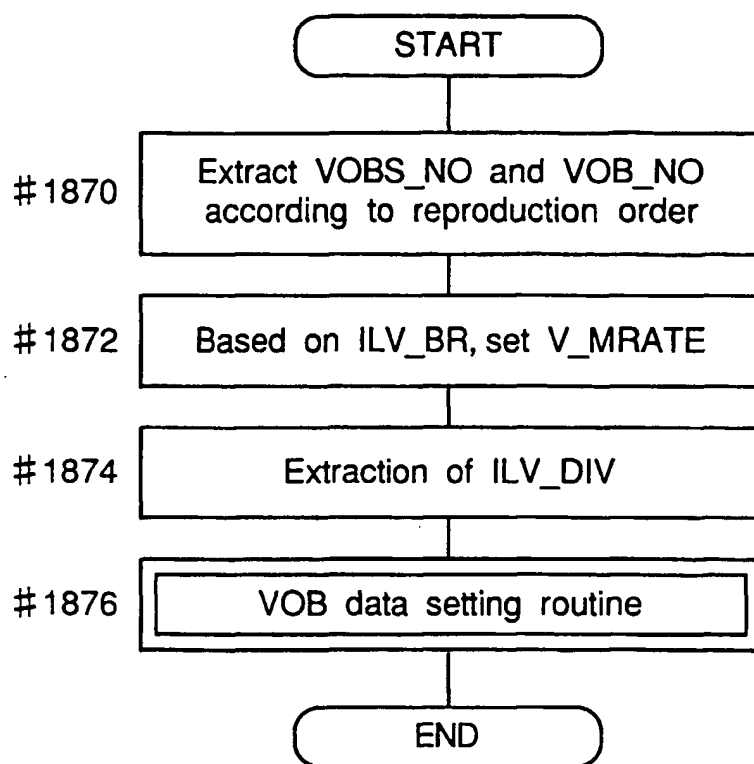 START
#1870
Extract VOBS_NO and VOB_NO
according to reproduction order
#1872
Based on ILV_BR, set V_MRATE
#1874
Extraction of ILV_DIV
#1876
VOB data setting routine
END